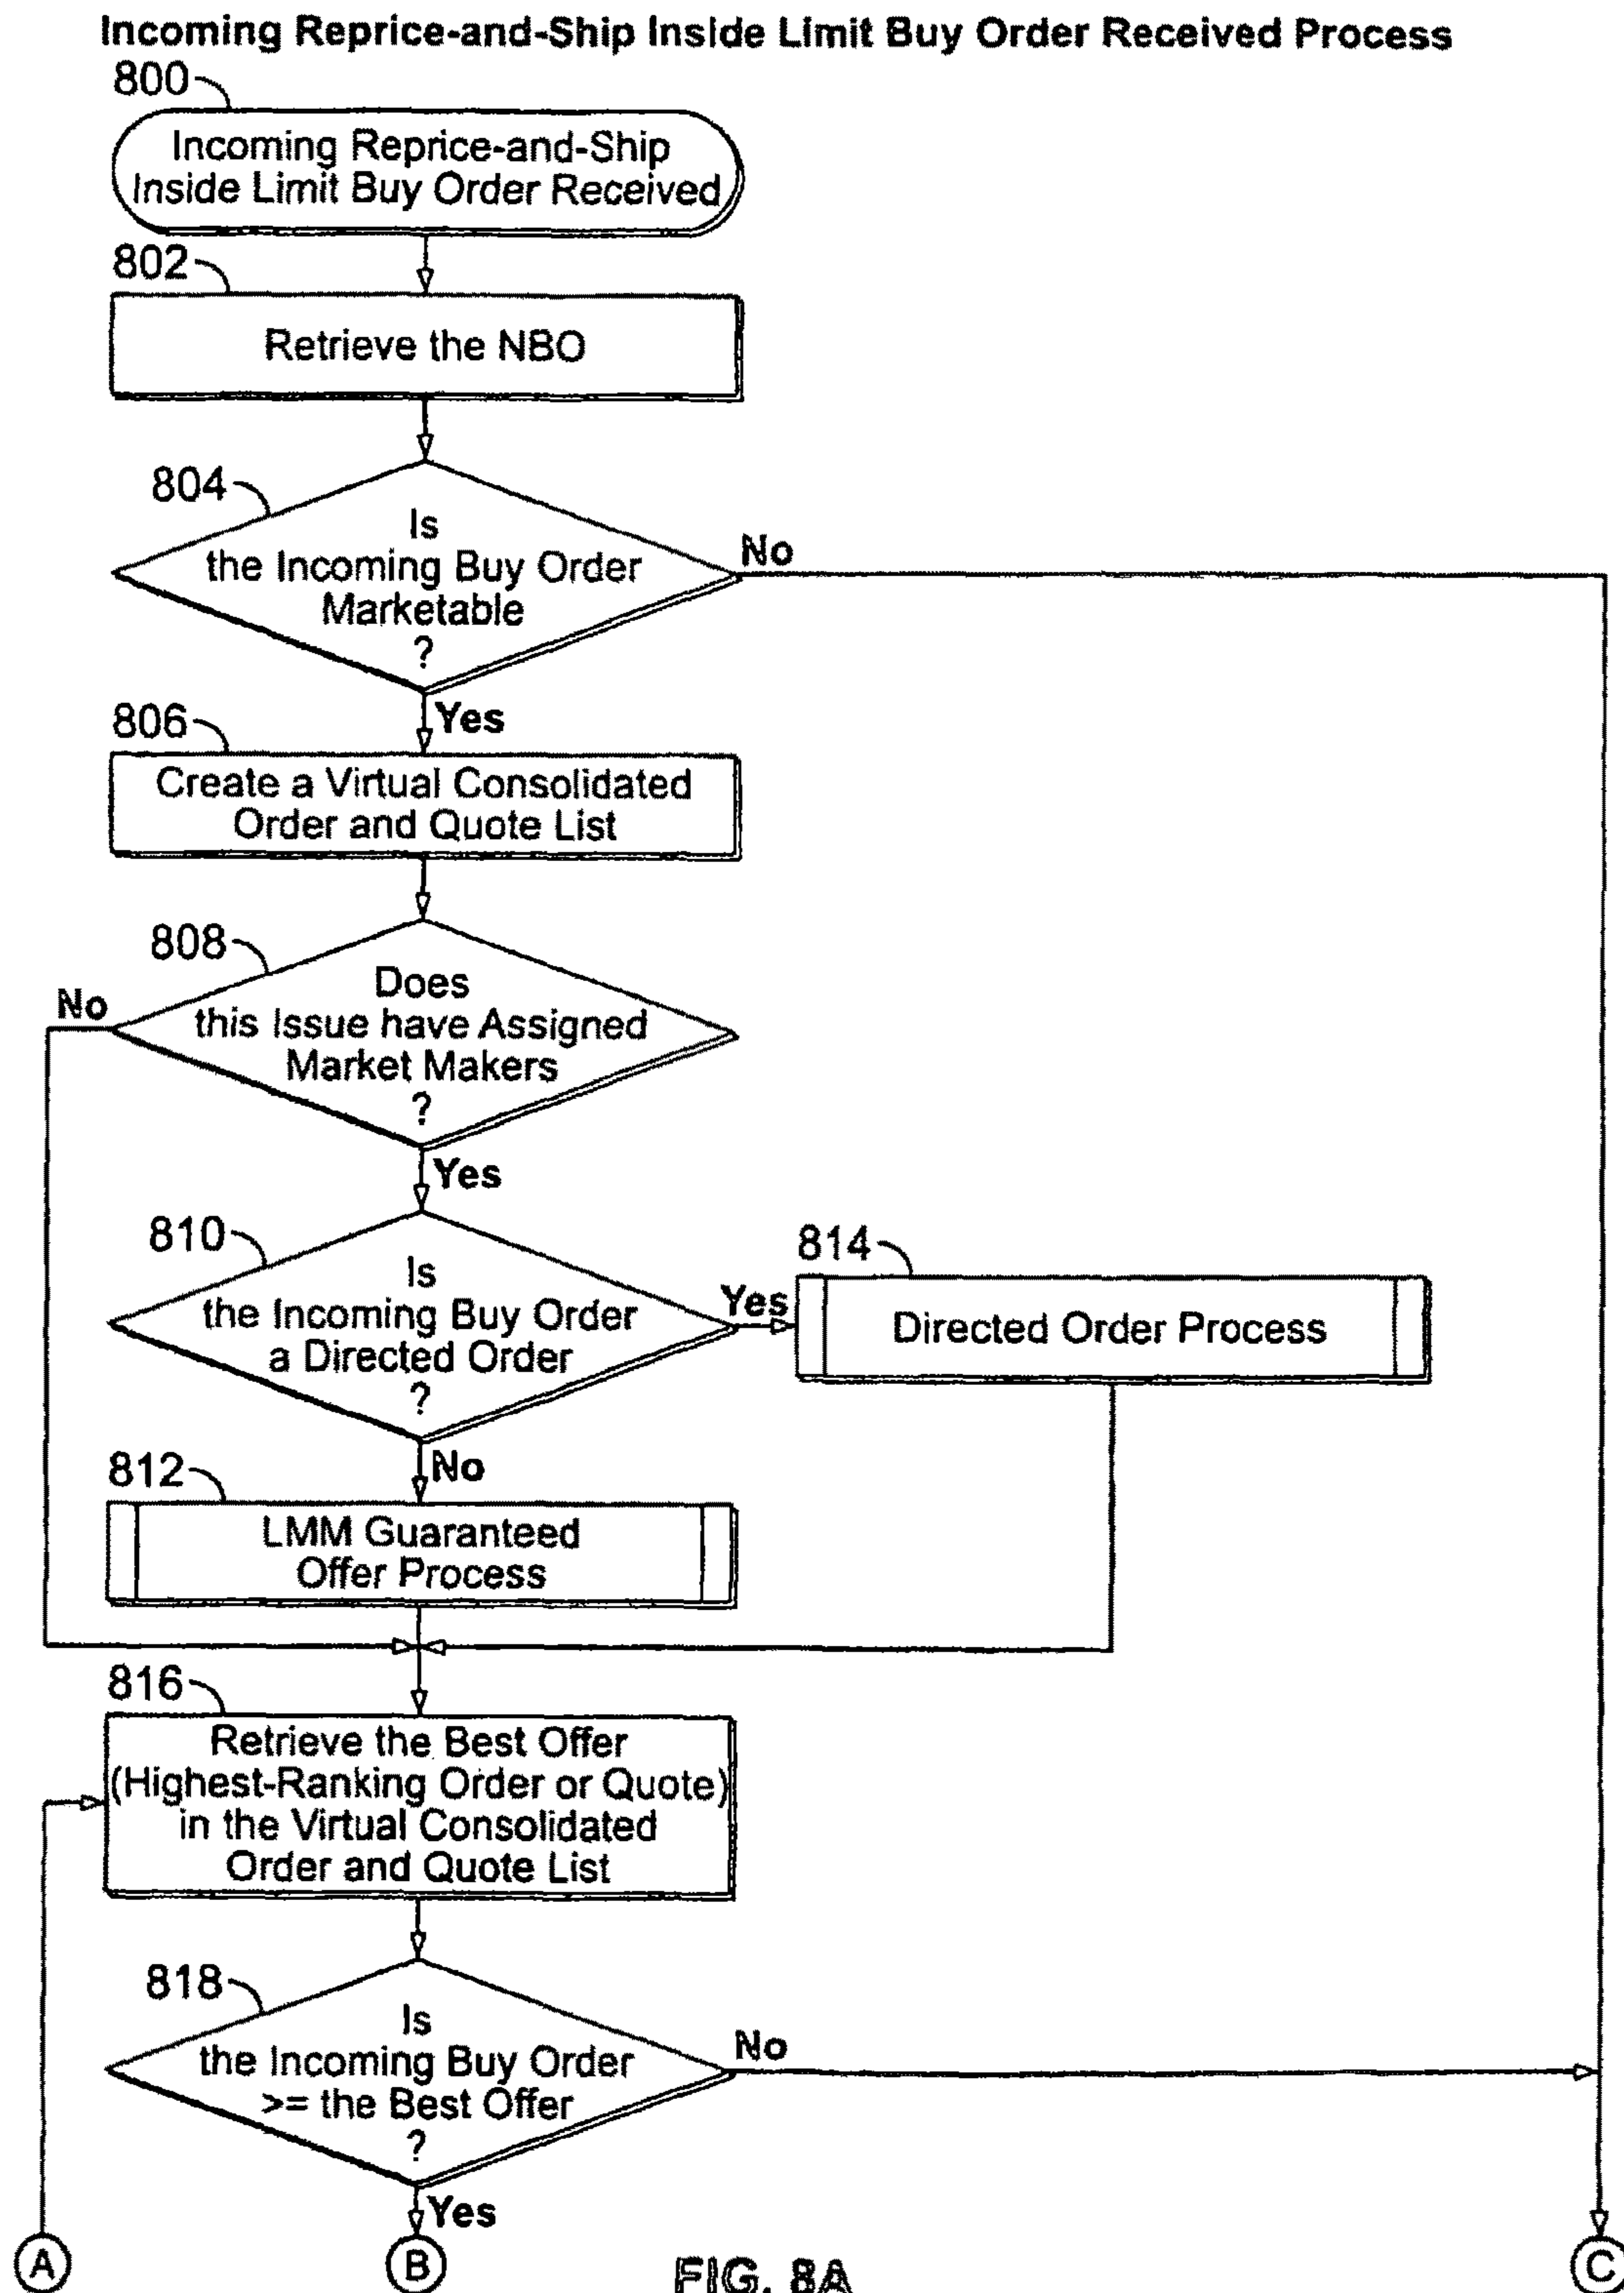 Incoming Reprice-and-Ship Inside Limit Buy Order Received Process
800
Incoming Reprice-and-Ship
Inside Limit Buy Order Received
802
Retrieve the NBO
804
Is
the Incoming Buy Order
Marketable
?
No
Yes
806
Create a Virtual Consolidated
Order and Quote List
808
Does
this Issue have Assigned
Market Makers
?
No
Yes
810
Is
the Incoming Buy Order
a Directed Order
?
Yes
814
Directed Order Process
No
812
LMM Guaranteed
Offer Process
816
Retrieve the Best Offer
(Highest-Ranking Order or Quote)
in the Virtual Consolidated
Order and Quote List
818
Is
the Incoming Buy Order
>= the Best Offer
?
No
Yes
A
B
C
FIG. 8A